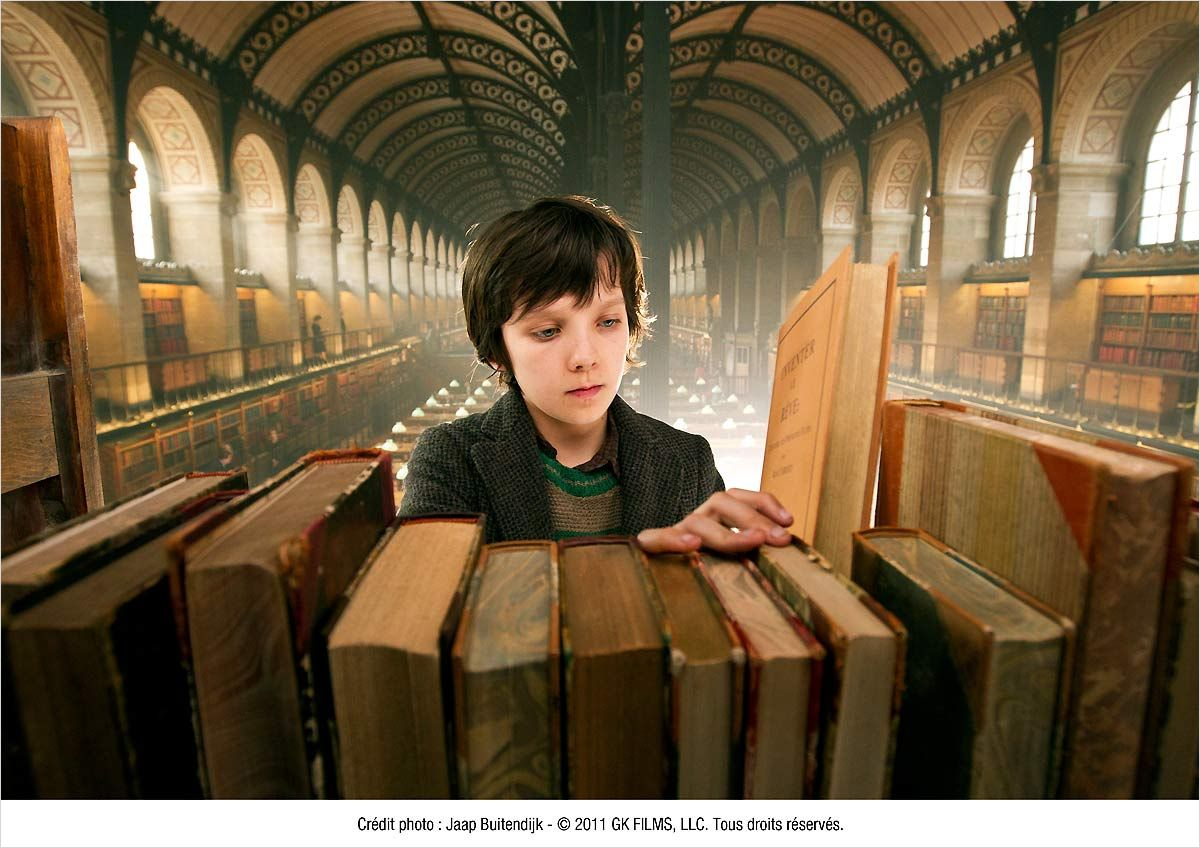 INVENTER
LE
RÊVE:
Crédit photo : Jaap Buitendijk - © 2011 GK FILMS, LLC. Tous droits réservés.